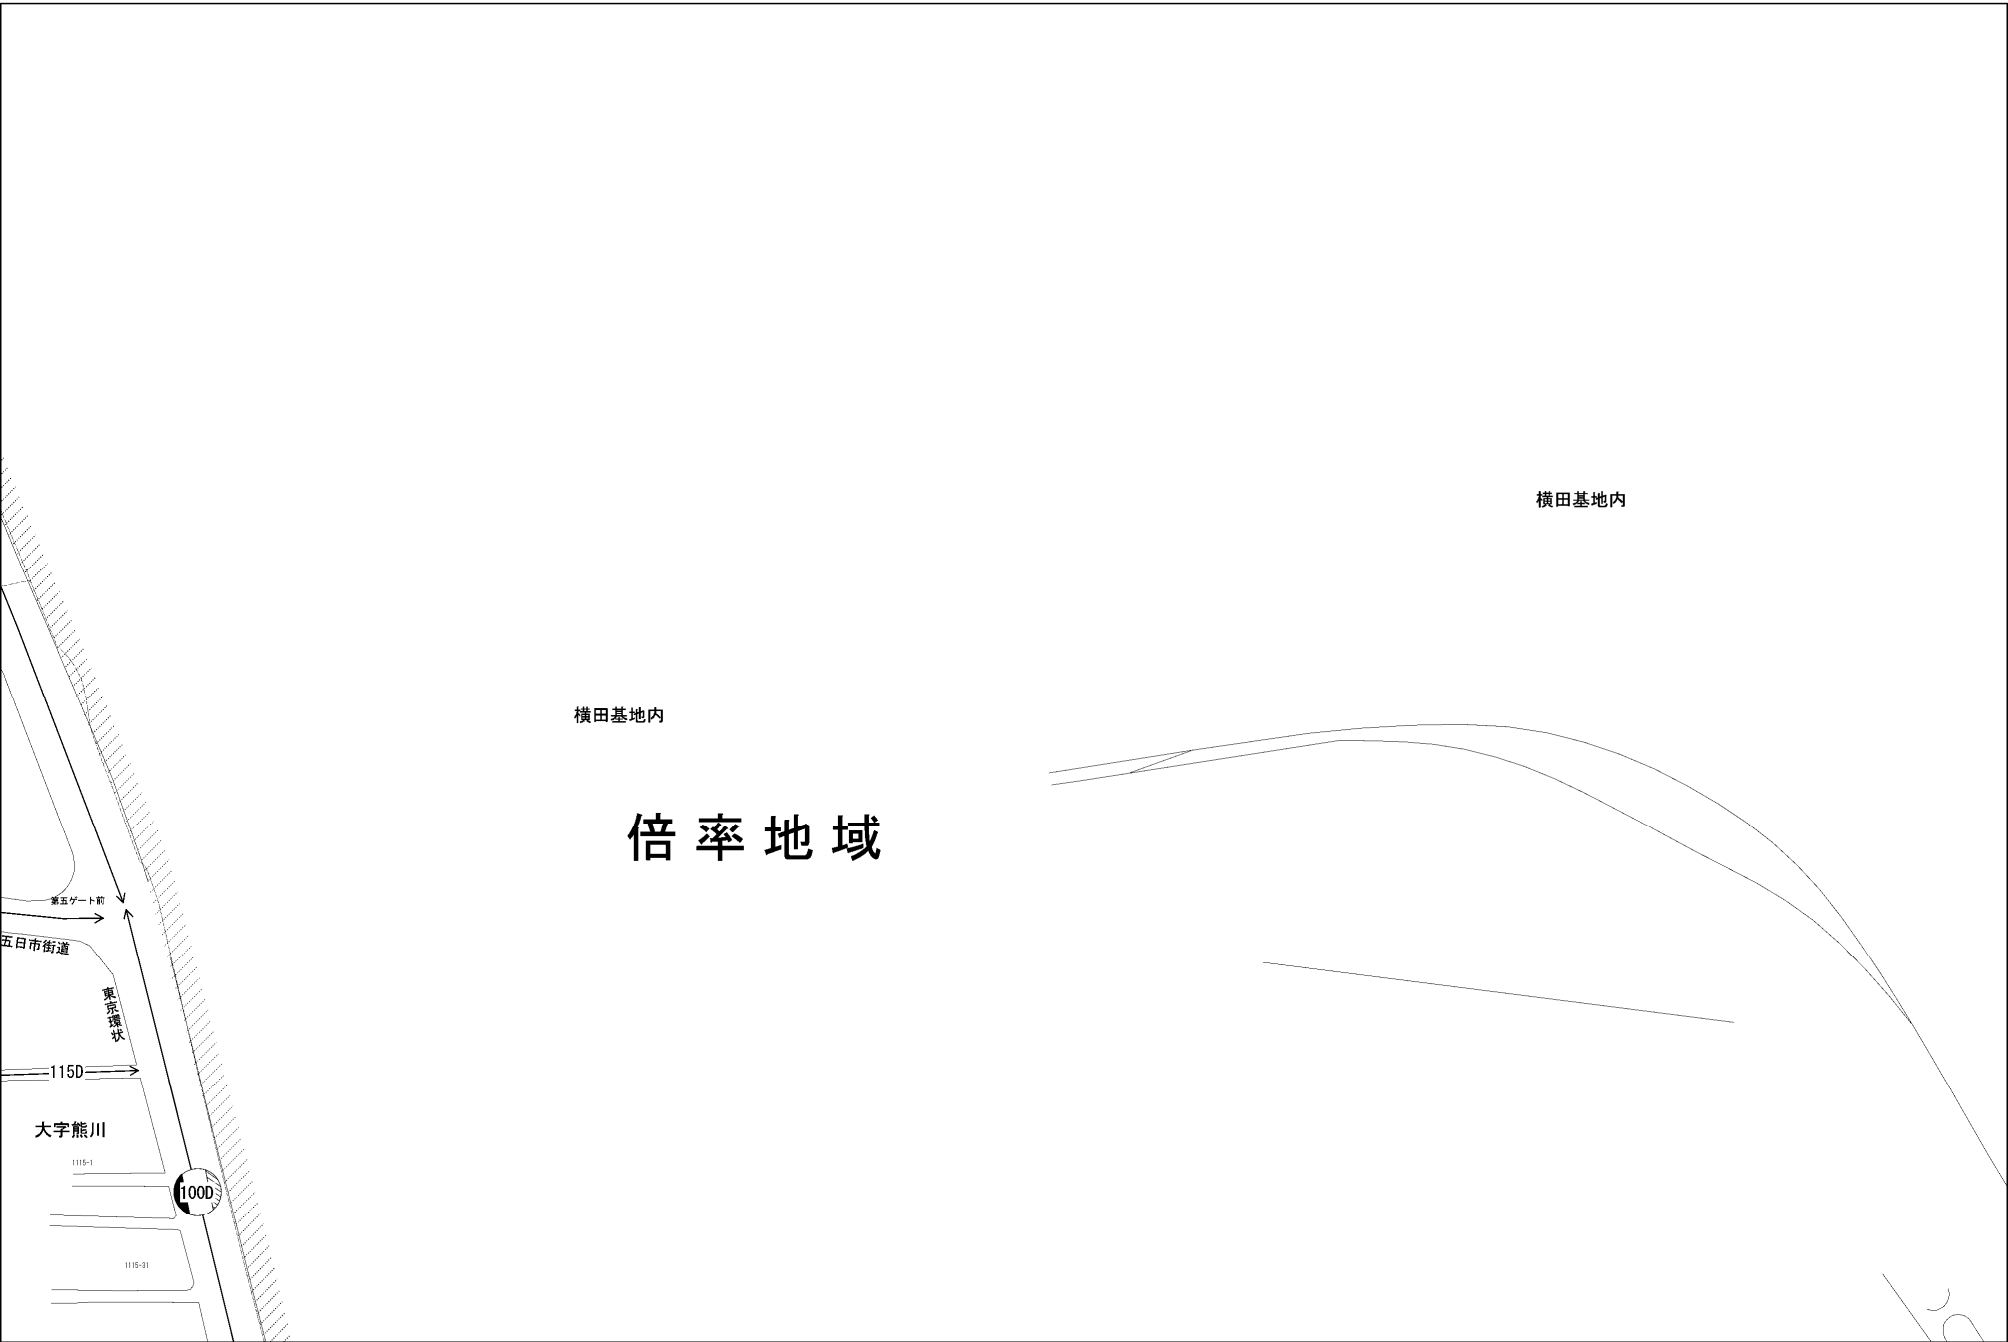 横田基地内
横田基地内
倍率地域
第五ゲート前
五日市街道
東京環状
115D
大字熊川
1115-1
100D
1115-31